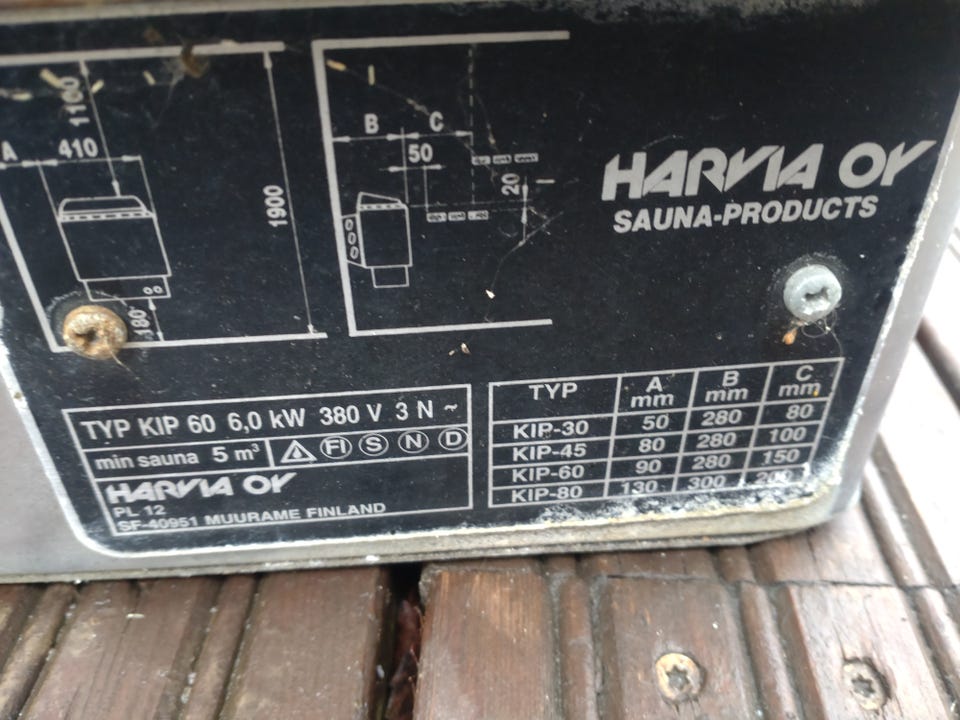 1100
A 410
1900
180
B C
50
20
HARVIA OY
SAUNA-PRODUCTS
TYP KIP 60 6,0 kW 380 V 3 N ~
min sauna 5 m³ FI S N D
HARVIA OY
PL 12
SF-40951 MUURAME FINLAND
TYP A mm B mm C mm
KIP-30 50 280 80
KIP-45 80 280 100
KIP-60 90 280 150
KIP-80 130 300 200